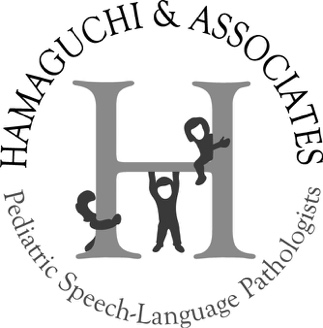 HAMAGUCHI & ASSOCIATES
H
Pediatric Speech-Language Pathologists